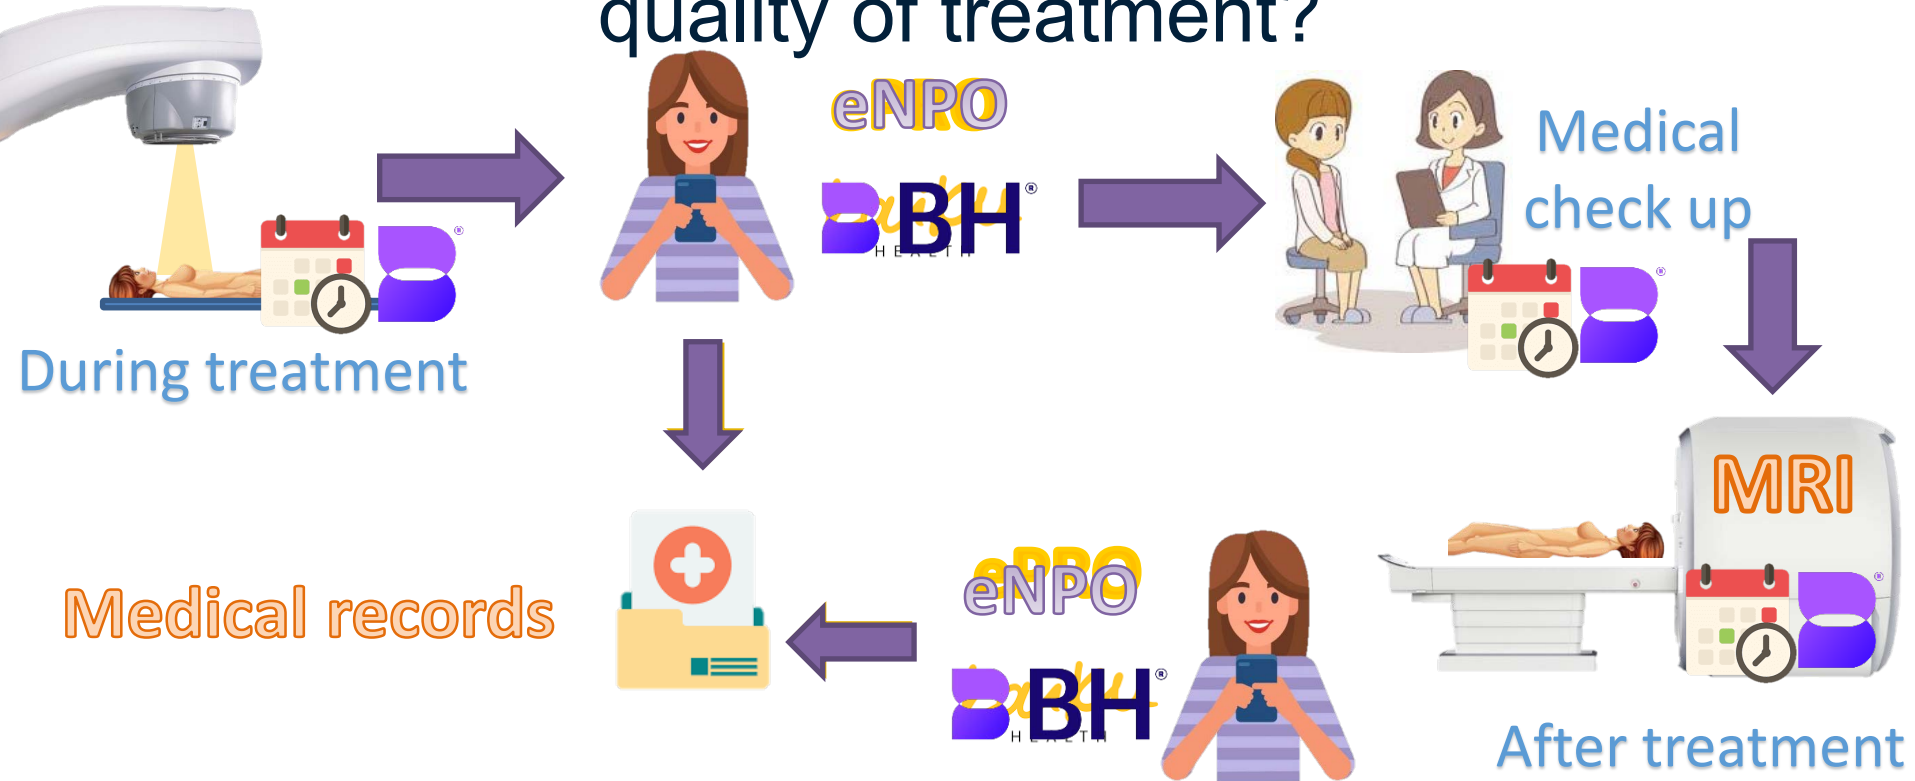 quality of treatment?
eNPO
BH®
HEALTH
Medical
check up
During treatment
MRI
Medical records
eNPO
BH®
HEALTH
After treatment